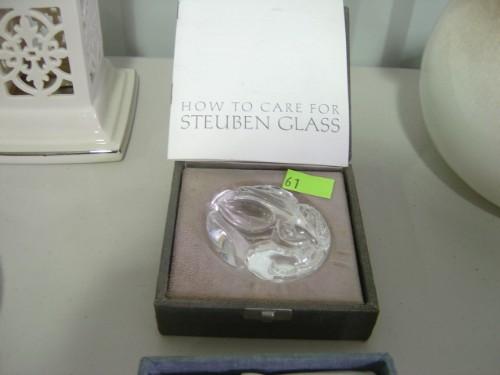 HOW TO CARE FOR
STEUBEN GLASS
61